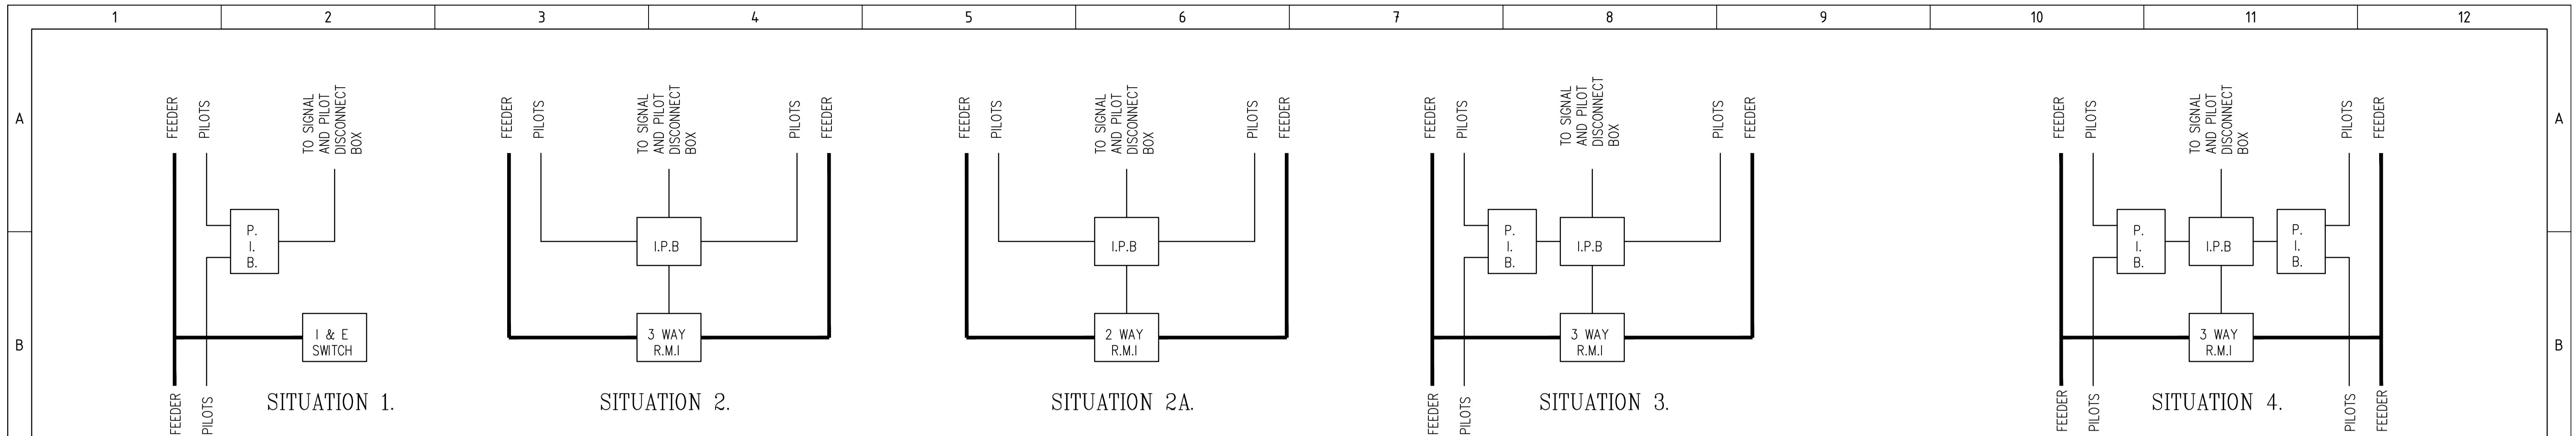 1 2 3 4 5 6 7 8 9 10 11 12
A
A
B
B
FEEDER
PILOTS
TO SIGNAL
AND PILOT
DISCONNECT
BOX
P.
I.
B.
I & E
SWITCH
FEEDER
PILOTS
SITUATION 1.
FEEDER
PILOTS
TO SIGNAL
AND PILOT
DISCONNECT
BOX
PILOTS
FEEDER
I.P.B
3 WAY
R.M.I
SITUATION 2.
FEEDER
PILOTS
TO SIGNAL
AND PILOT
DISCONNECT
BOX
PILOTS
FEEDER
I.P.B
2 WAY
R.M.I
SITUATION 2A.
FEEDER
PILOTS
TO SIGNAL
AND PILOT
DISCONNECT
BOX
PILOTS
FEEDER
P.
I.
B.
I.P.B
3 WAY
R.M.I
FEEDER
PILOTS
SITUATION 3.
FEEDER
PILOTS
TO SIGNAL
AND PILOT
DISCONNECT
BOX
PILOTS
FEEDER
P.
I.
B.
I.P.B
P.
I.
B.
3 WAY
R.M.I
FEEDER
PILOTS
PILOTS
FEEDER
SITUATION 4.